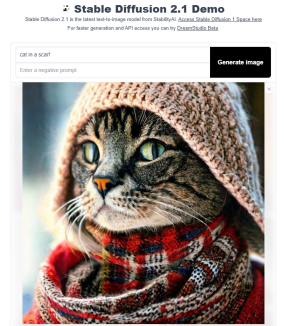 Stable Diffusion 2.1 Demo
Stable Diffusion 2.1 is the latest text-to-image model from StabilityAI. Access Stable Diffusion 1 Space here
For faster generation and API access you can try DreamStudio Beta
cat in a scarf
Generate image
Enter a negative prompt